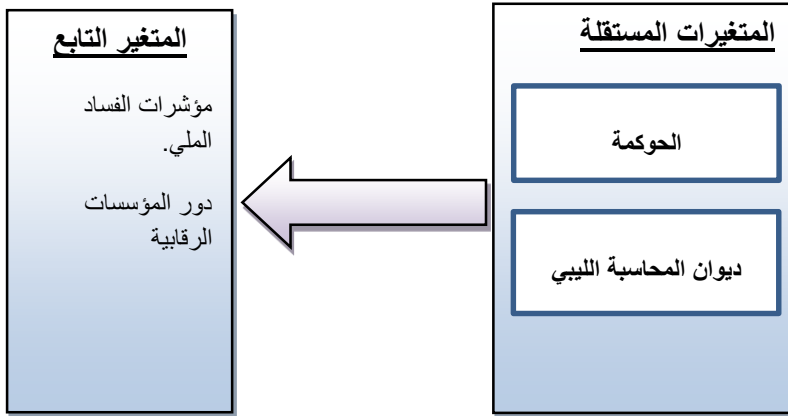 المتغيرات المستقلة
الحوكمة
ديوان المحاسبة الليبي
المتغير التابع
مؤشرات الفساد
الملي.
دور المؤسسات
الرقابية